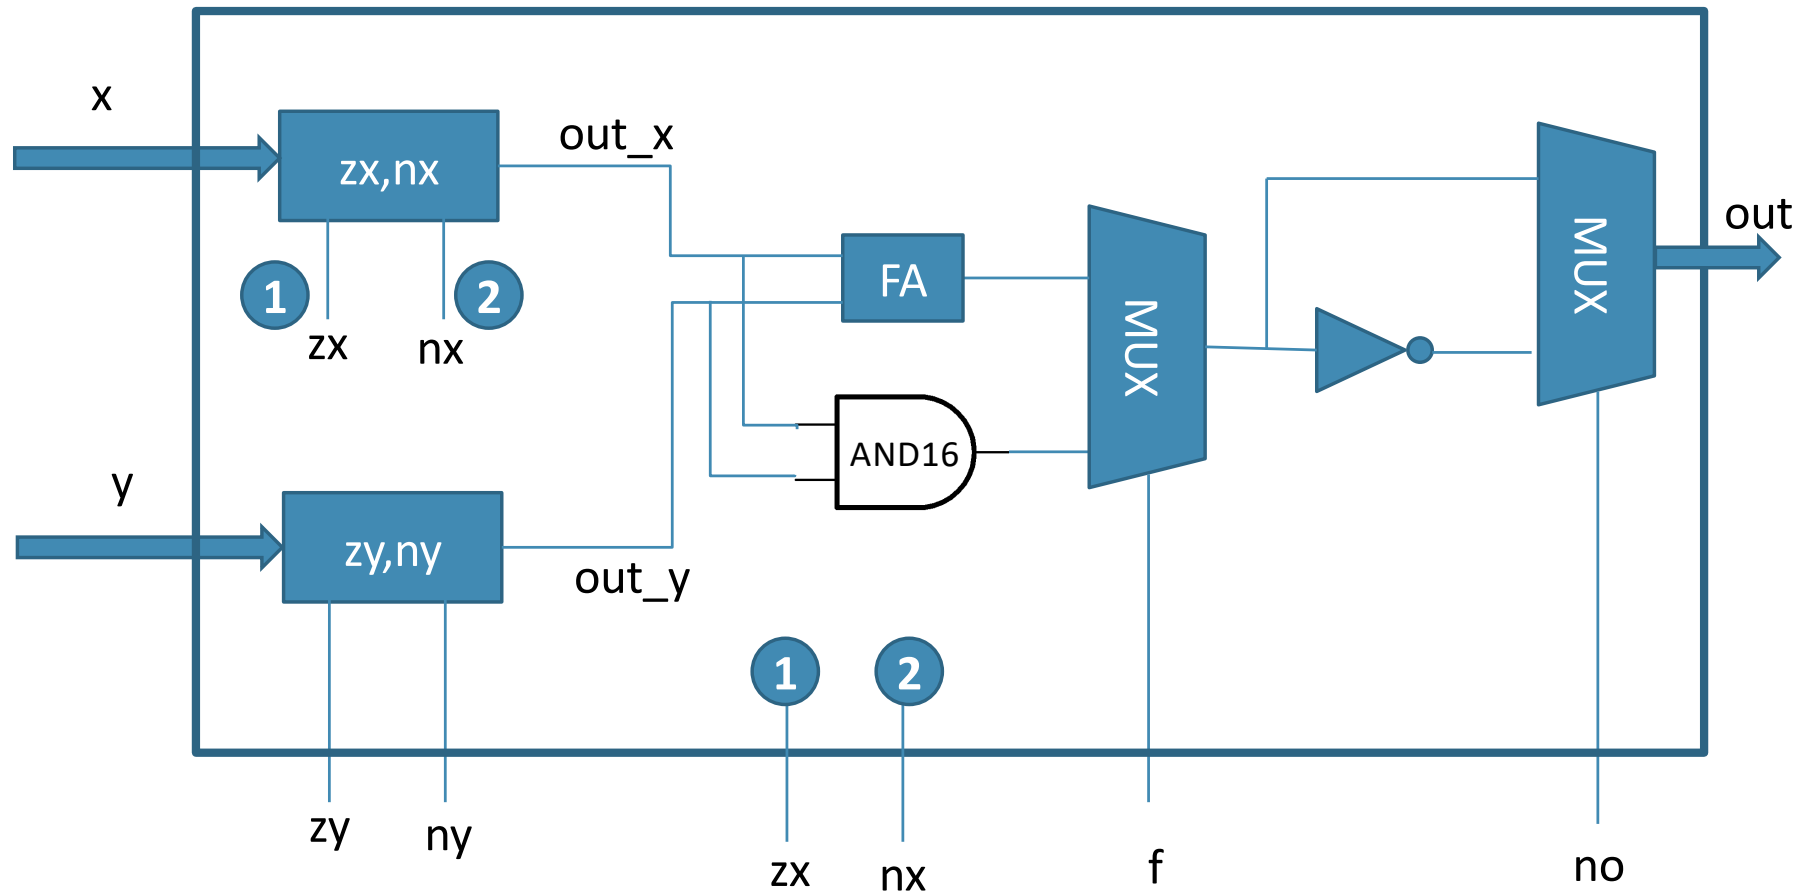 x
zx,nx
out_x
1
2
zx
nx
FA
MUX
MUX
out
AND16
y
zy,ny
out_y
1
2
zy
ny
zx
nx
f
no